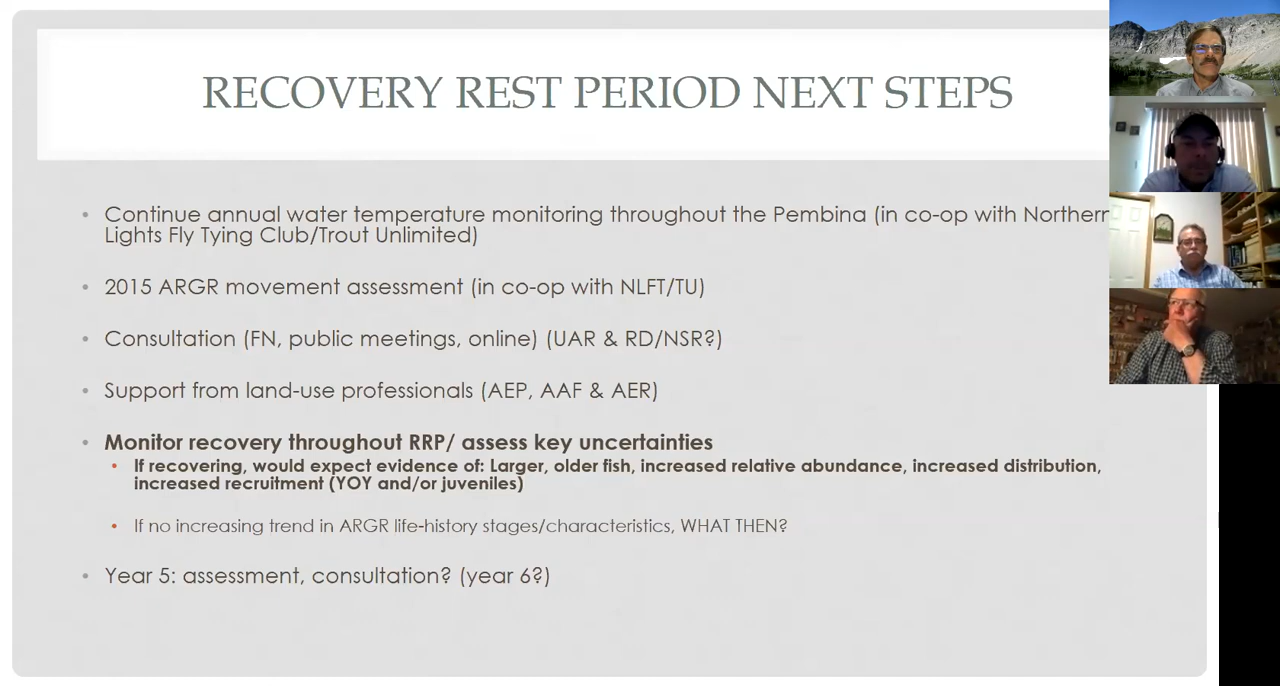 RECOVERY REST PERIOD NEXT STEPS
Continue annual water temperature monitoring throughout the Pembina (in co-op with Northern
Lights Fly Tying Club/Trout Unlimited)
2015 ARGR movement assessment (in co-op with NLFT/TU)
Consultation (FN, public meetings, online) (UAR & RD/NSR?)
Support from land-use professionals (AEP, AAF & AER)
Monitor recovery throughout RRP/ assess key uncertainties
If recovering, would expect evidence of: Larger, older fish, increased relative abundance, increased distribution,
increased recruitment (YOY and/or juveniles)
If no increasing trend in ARGR life-history stages/characteristics, WHAT THEN?
Year 5: assessment, consultation? (year 6?)